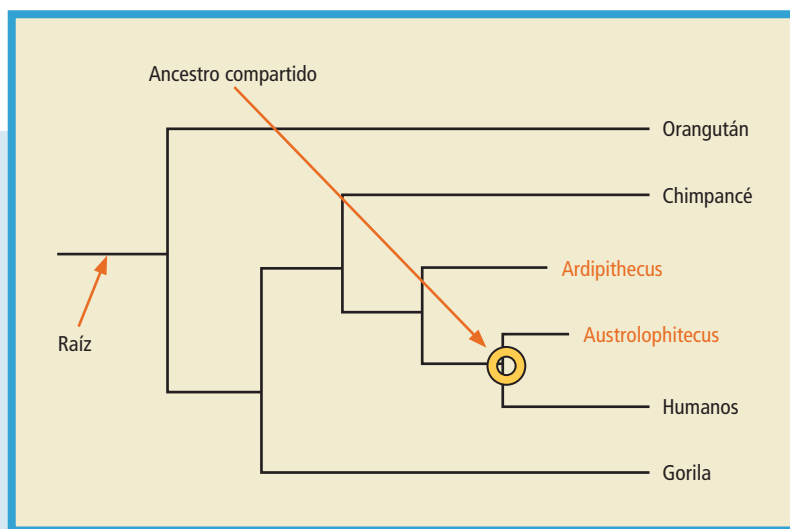 Ancestro compartido
Orangután
Chimpancé
Ardipithecus
Raíz
Austrolophitecus
Humanos
Gorila